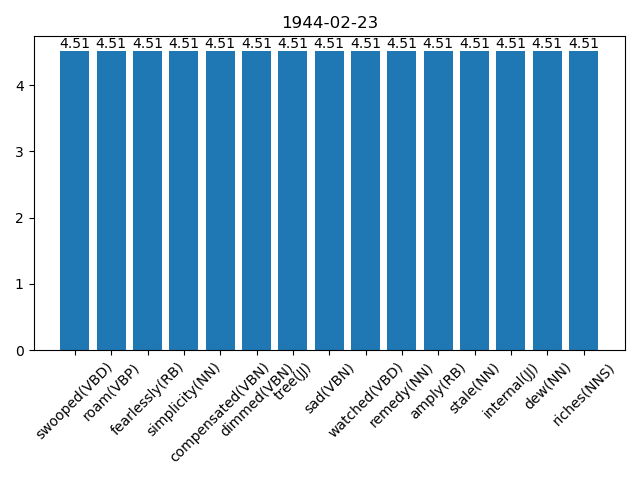 1944-02-23
4.51 4.51 4.51 4.51 4.51 4.51 4.51 4.51 4.51 4.51 4.51 4.51 4.51 4.51 4.51
4
3
2
1
0
swooped(VBD)
roam(VBP)
fearlessly(RB)
simplicity(NN)
compensated(VBN)
dimmed(VBN)
tree(JJ)
sad(VBN)
watched(VBD)
remedy(NN)
amply(RB)
stale(NN)
internal(JJ)
dew(NN)
riches(NNS)